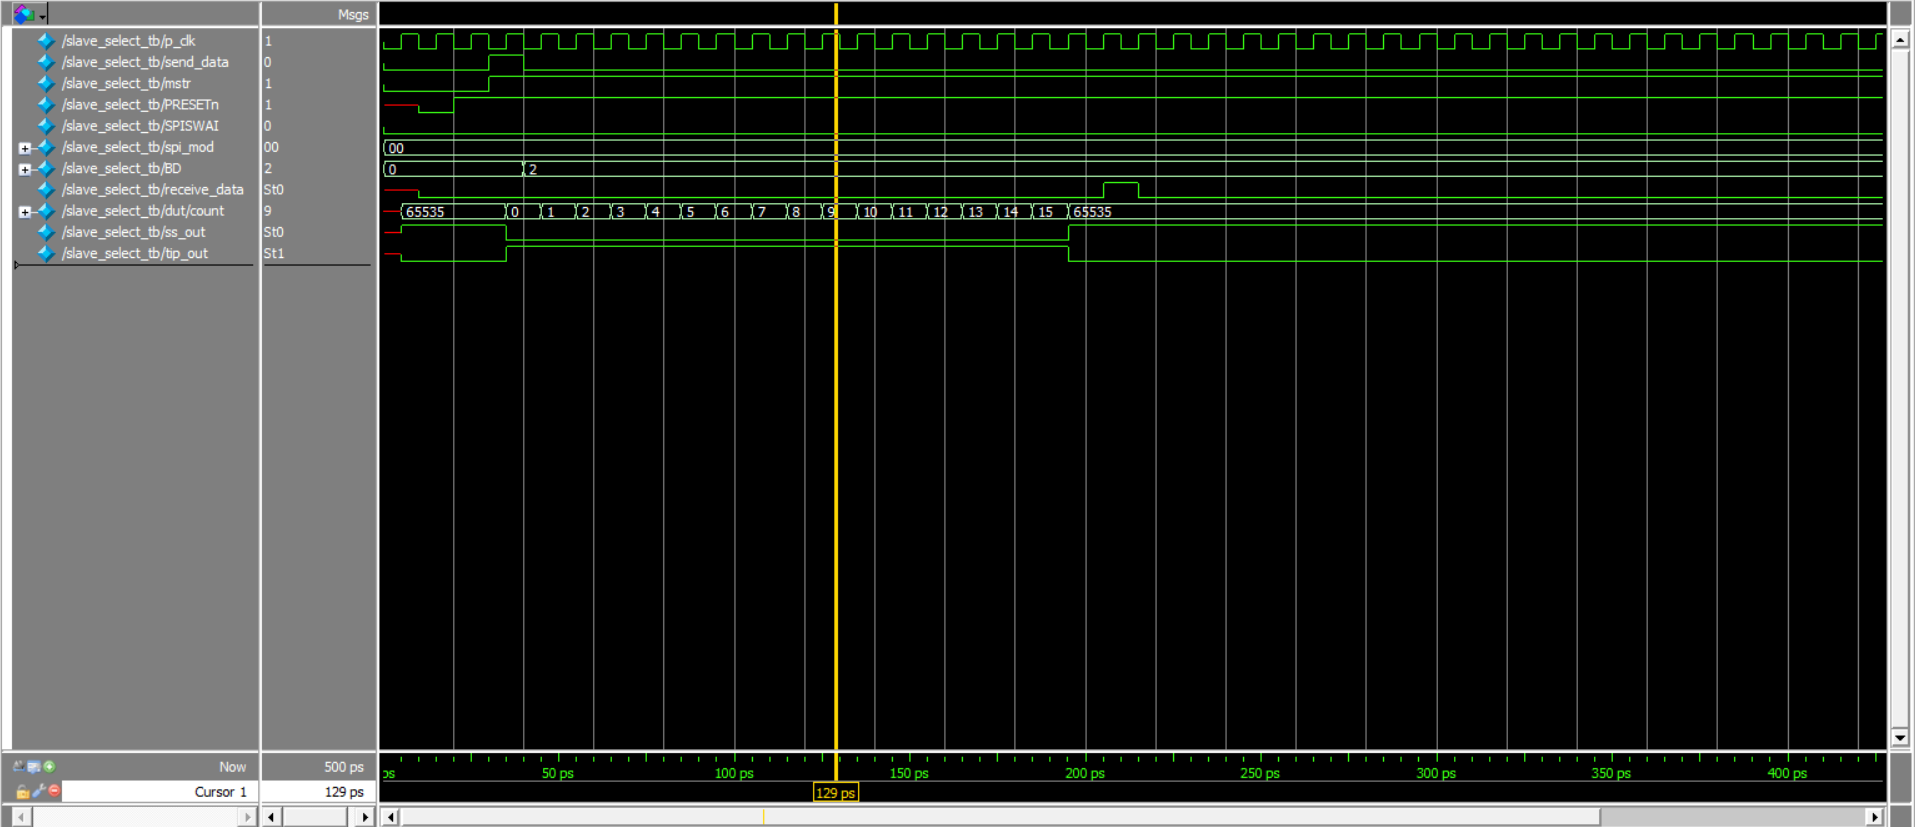 Msgs
/slave_select_tb/p_clk 1
/slave_select_tb/send_data 0
/slave_select_tb/mstr 1
/slave_select_tb/PRESETn 1
/slave_select_tb/SPISWAI 0
/slave_select_tb/spi_mod 00 00
/slave_select_tb/BD 2 0 2
/slave_select_tb/receive_data St0
/slave_select_tb/dut/count 9 65535 0 1 2 3 4 5 6 7 8 9 10 11 12 13 14 15 65535
/slave_select_tb/ss_out St0
/slave_select_tb/tip_out St1
Now 500 ps ps 50 ps 100 ps 150 ps 200 ps 250 ps 300 ps 350 ps 400 ps
Cursor 1 129 ps 129 ps